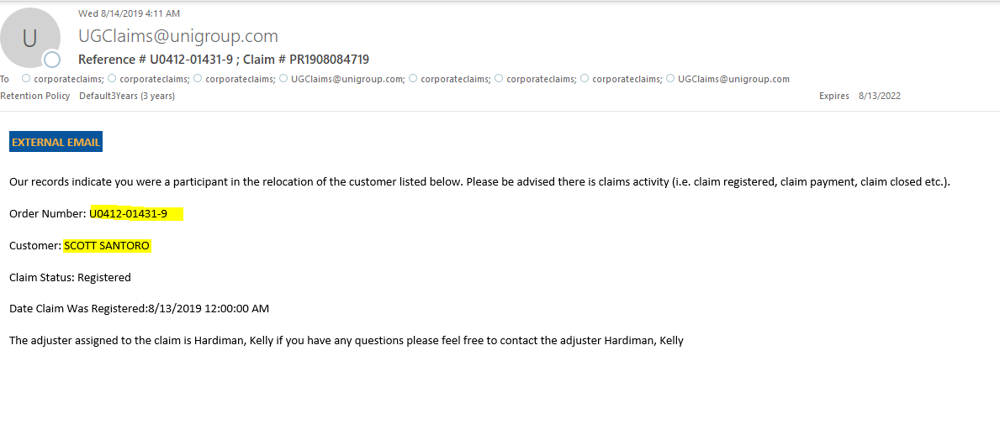 Wed 8/14/2019 4:11 AM
U
UGClaims@unigroup.com
Reference # U0412-01431-9 ; Claim # PR1908084719
To corporateclaims; corporateclaims; corporateclaims; UGClaims@unigroup.com; corporateclaims; corporateclaims; corporateclaims; UGClaims@unigroup.com
Retention Policy Default3Years (3 years) Expires 8/13/2022
EXTERNAL EMAIL
Our records indicate you were a participant in the relocation of the customer listed below. Please be advised there is claims activity (i.e. claim registered, claim payment, claim closed etc.).
Order Number: U0412-01431-9
Customer: SCOTT SANTORO
Claim Status: Registered
Date Claim Was Registered:8/13/2019 12:00:00 AM
The adjuster assigned to the claim is Hardiman, Kelly if you have any questions please feel free to contact the adjuster Hardiman, Kelly